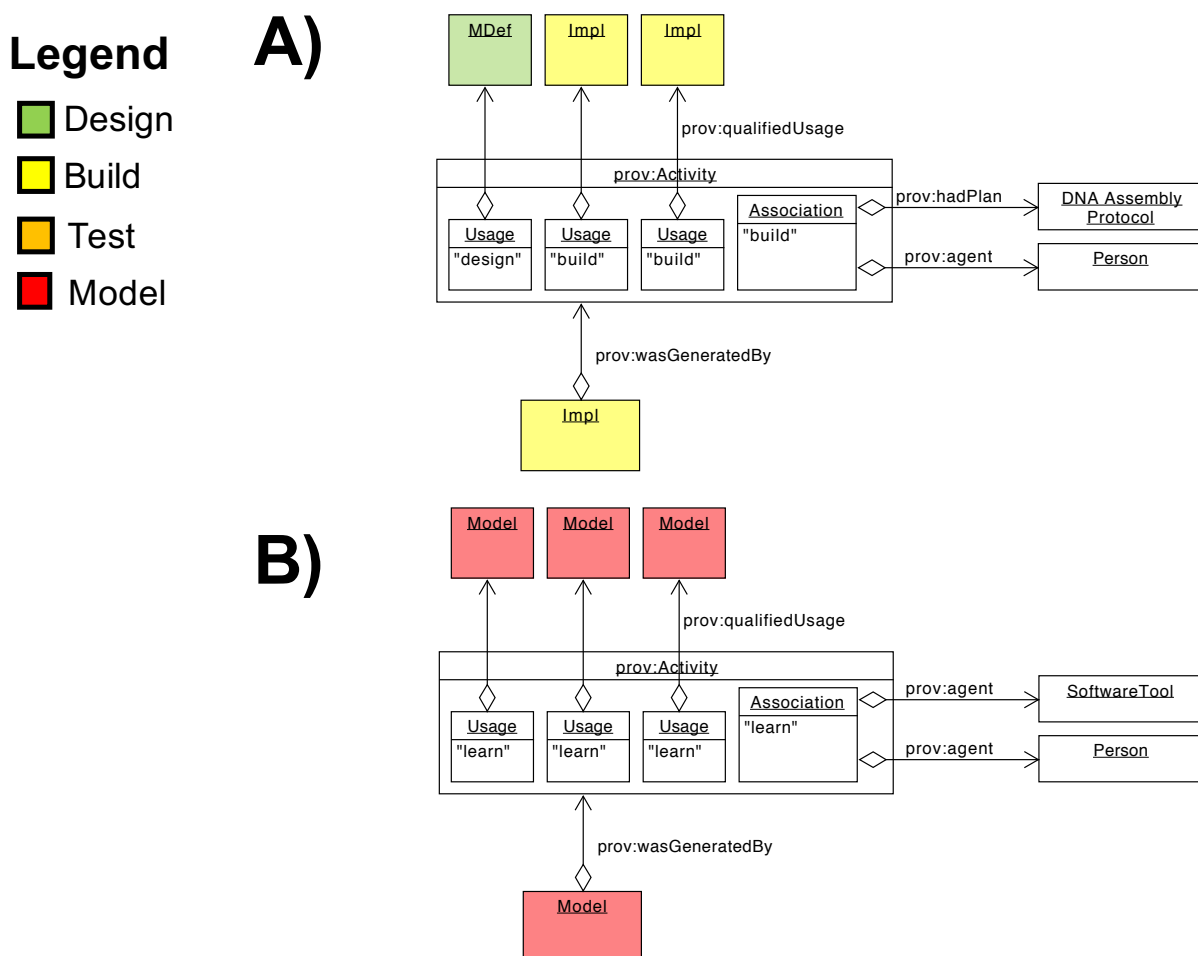 Legend
Design
Build
Test
Model
A)
MDef
Impl
Impl
prov:qualifiedUsage
prov:Activity
Usage
"design"
Usage
"build"
Usage
"build"
Association
"build"
prov:hadPlan
DNA Assembly
Protocol
prov:agent
Person
prov:wasGeneratedBy
Impl
B)
Model
Model
Model
prov:qualifiedUsage
prov:Activity
Usage
"learn"
Usage
"learn"
Usage
"learn"
Association
"learn"
prov:agent
SoftwareTool
prov:agent
Person
prov:wasGeneratedBy
Model